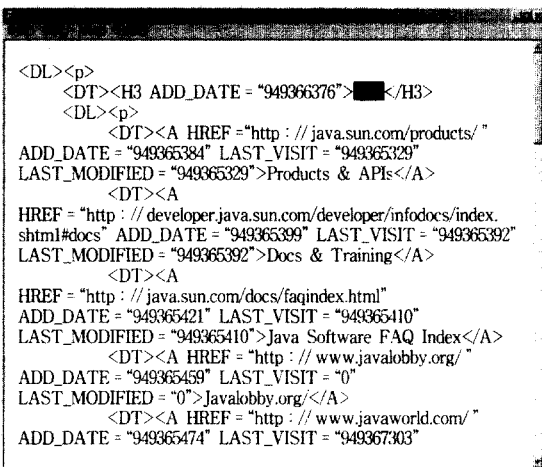 <DL><p>
<DT><H3 ADD_DATE = “949366376”></H3>
<DL><p>
<DT><A HREF =“http : // java.sun.com/products/ ”
ADD_DATE = “949365384” LAST_VISIT = “949365329”
LAST_MODIFIED = “949365329”>Products & APIs</A>
<DT><A
HREF = “http : // developer.java.sun.com/developer/infodocs/index.
shtml#docs” ADD_DATE = “949365399” LAST_VISIT = “949365392”
LAST_MODIFIED = “949365392”>Docs & Training</A>
<DT><A
HREF = “http : // java.sun.com/docs/faqindex.html”
ADD_DATE = “949365421” LAST_VISIT = “949365410”
LAST_MODIFIED = “949365410”>Java Software FAQ Index</A>
<DT><A HREF = “http : // www.javalobby.org/ ”
ADD_DATE = “949365459” LAST_VISIT = “0”
LAST_MODIFIED = “0”>Javalobby.org/</A>
<DT><A HREF = “http : // www.javaworld.com/ ”
ADD_DATE = “949365474” LAST_VISIT = “949367303”